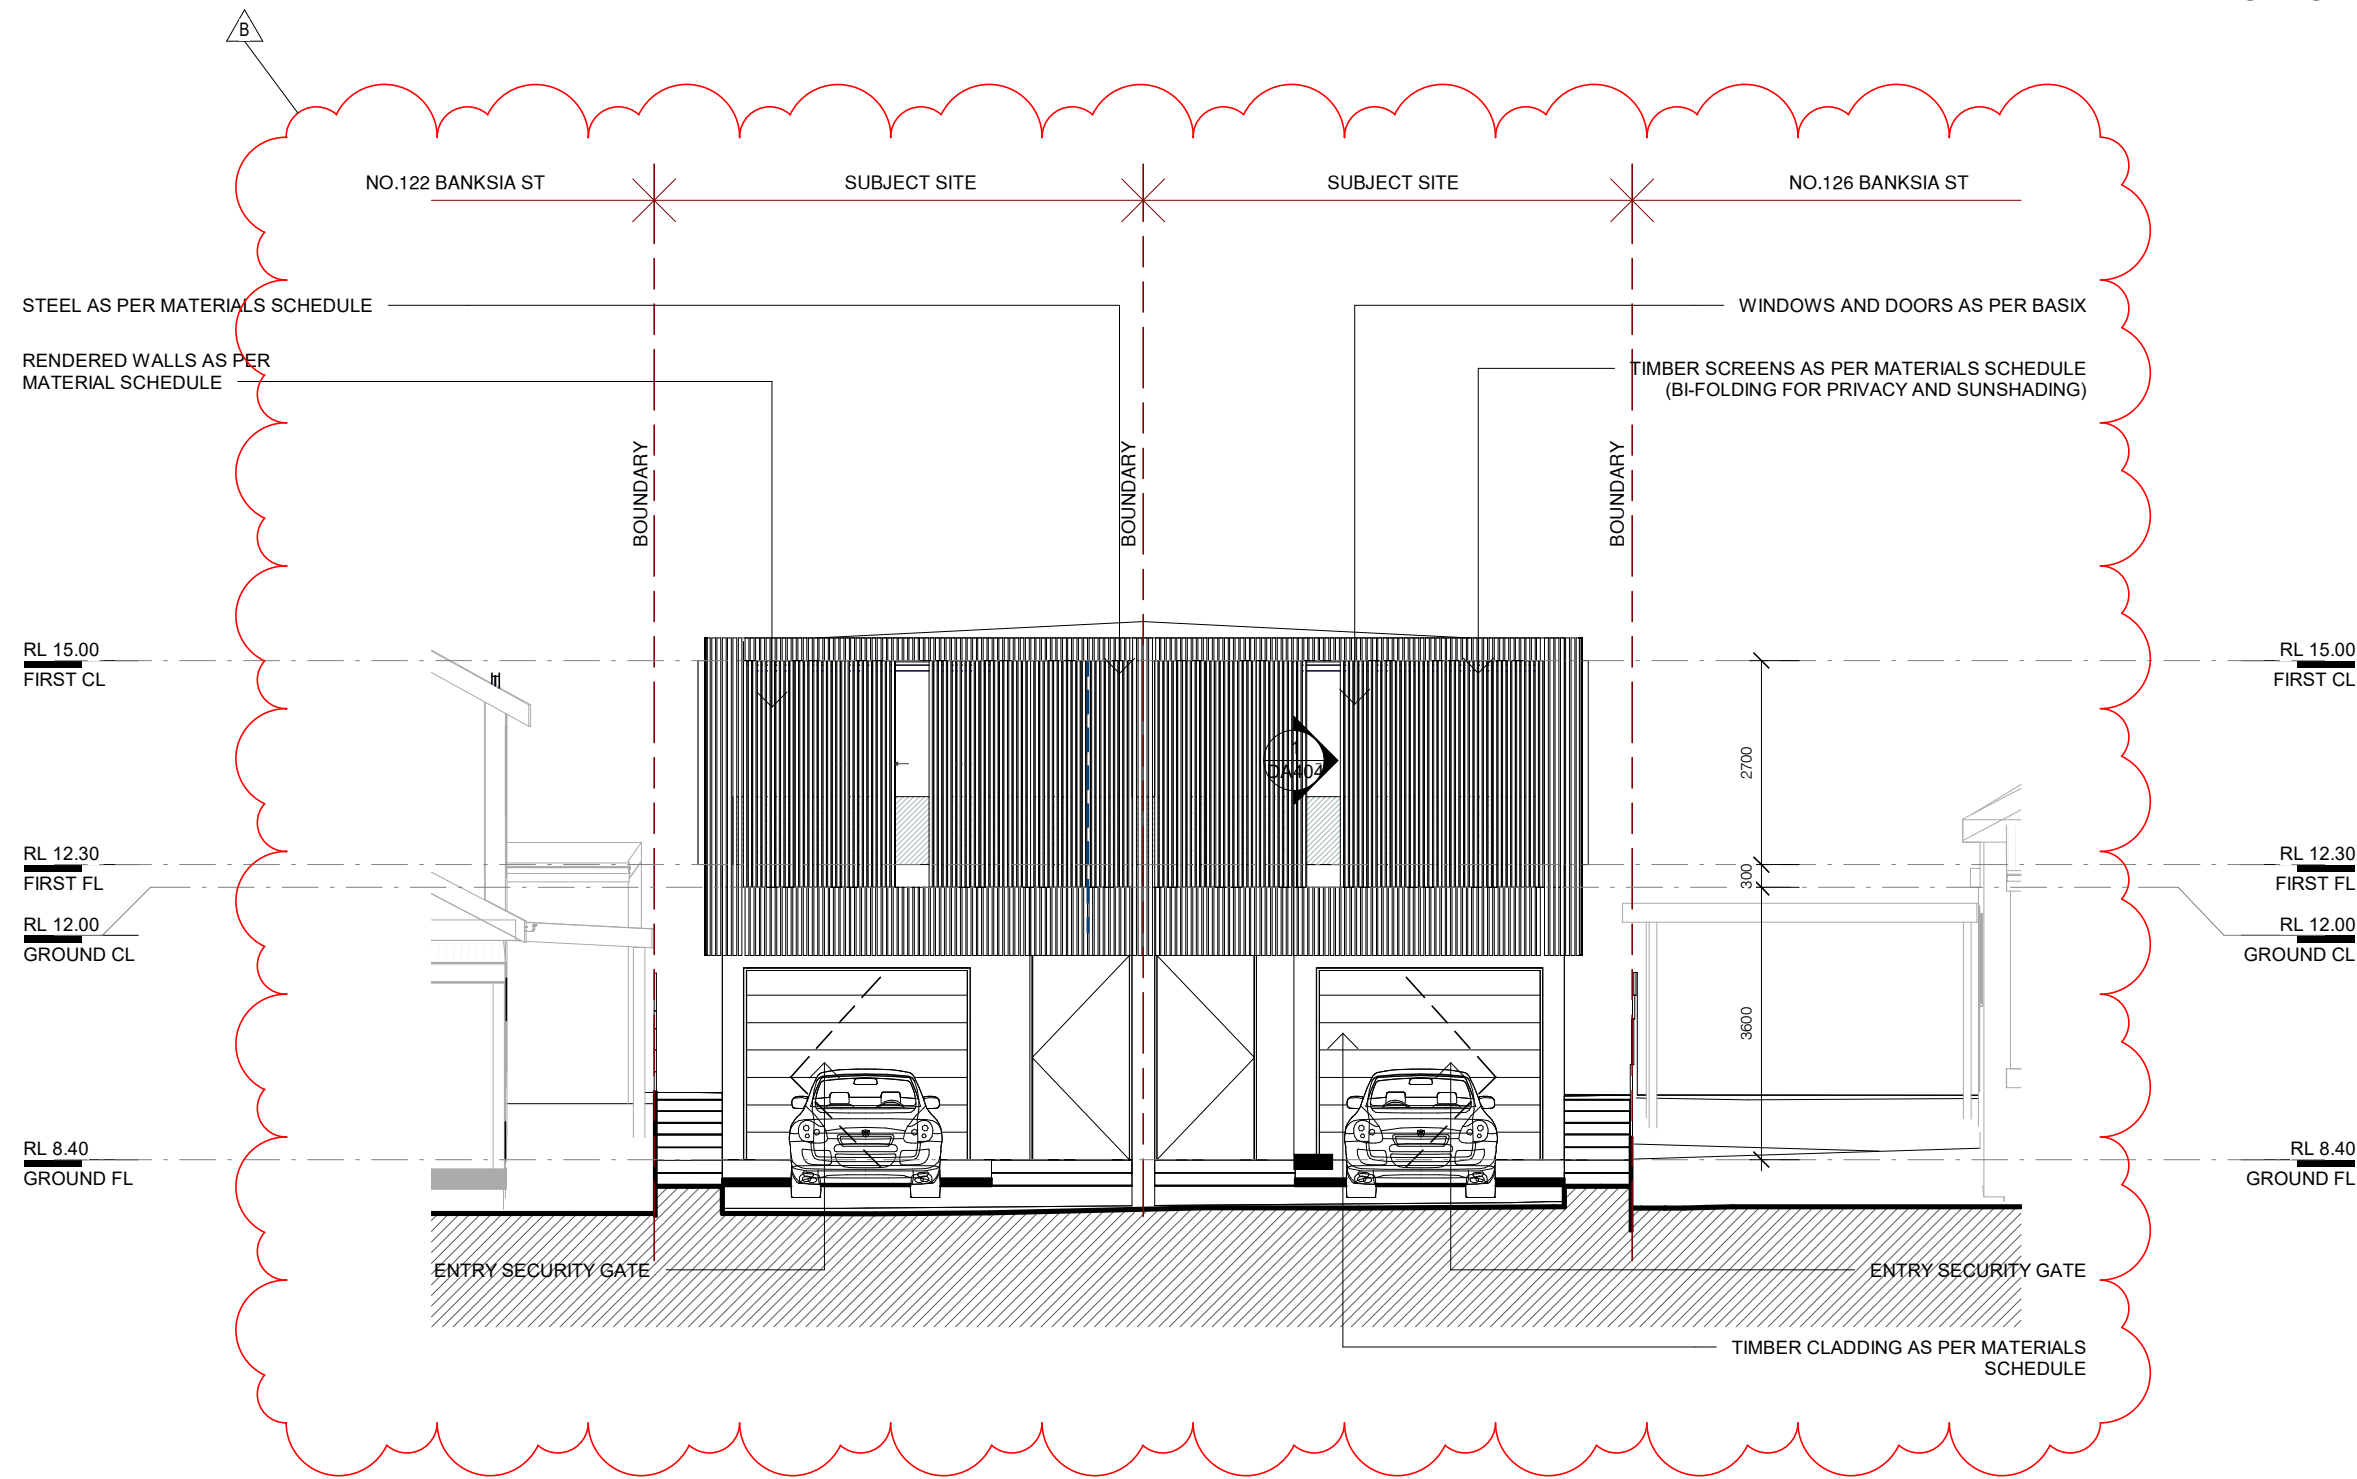 B
NO.122 BANKSIA ST
SUBJECT SITE
SUBJECT SITE
NO.126 BANKSIA ST
STEEL AS PER MATERIALS SCHEDULE
WINDOWS AND DOORS AS PER BASIX
RENDERED WALLS AS PER
MATERIAL SCHEDULE
TIMBER SCREENS AS PER MATERIALS SCHEDULE
(BI-FOLDING FOR PRIVACY AND SUNSHADING)
BOUNDARY
BOUNDARY
BOUNDARY
RL 15.00
FIRST CL
RL 15.00
FIRST CL
1
DA404
2700
RL 12.30
FIRST FL
300
RL 12.30
FIRST FL
RL 12.00
GROUND CL
RL 12.00
GROUND CL
3600
RL 8.40
GROUND FL
RL 8.40
GROUND FL
ENTRY SECURITY GATE
ENTRY SECURITY GATE
TIMBER CLADDING AS PER MATERIALS
SCHEDULE